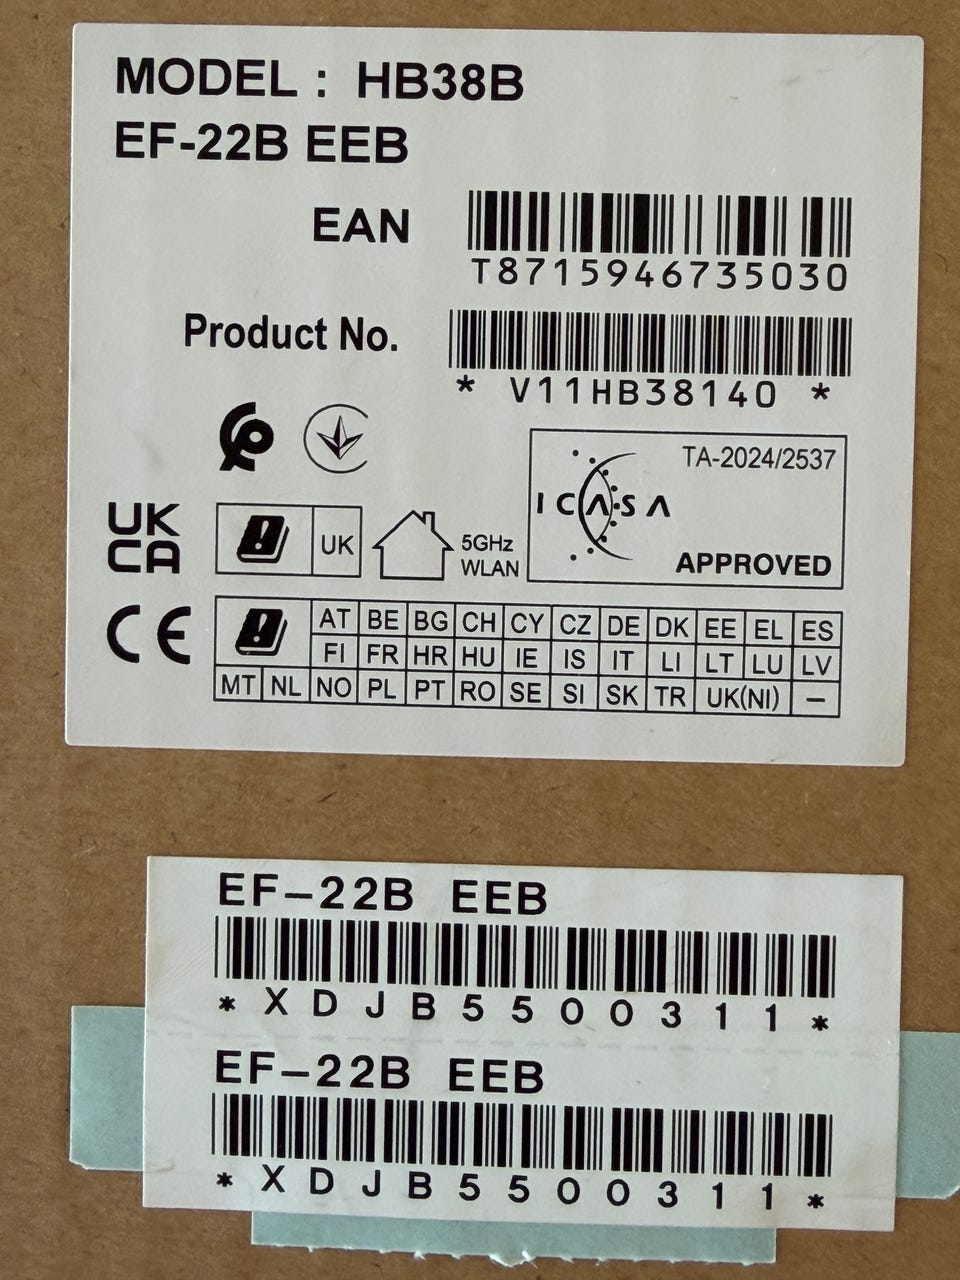 MODEL : HB38B
EF-22B EEB
EAN
T8715946735030
Product No.
* V11HB38140 *
TA-2024/2537
ICASA
APPROVED
UK
CA
UK
5GHz
WLAN
CE
AT BE BG CH CY CZ DE DK EE EL ES
FI FR HR HU IE IS IT LI LT LU LV
MT NL NO PL PT RO SE SI SK TR UK(NI) –
EF-22B EEB
*XDJB5500311*
EF-22B EEB
*XDJB5500311*